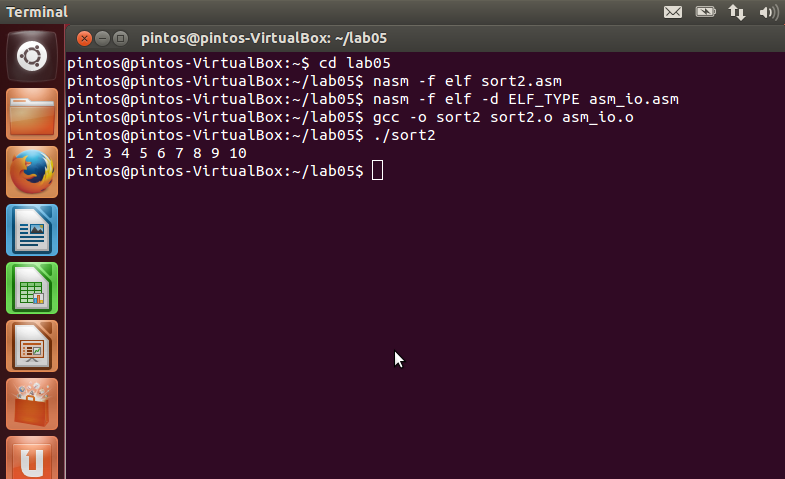 Terminal
pintos@pintos-VirtualBox: ~/lab05
pintos@pintos-VirtualBox:~$ cd lab05
pintos@pintos-VirtualBox:~/lab05$ nasm -f elf sort2.asm
pintos@pintos-VirtualBox:~/lab05$ nasm -f elf -d ELF_TYPE asm_io.asm
pintos@pintos-VirtualBox:~/lab05$ gcc -o sort2 sort2.o asm_io.o
pintos@pintos-VirtualBox:~/lab05$ ./sort2
1 2 3 4 5 6 7 8 9 10
pintos@pintos-VirtualBox:~/lab05$